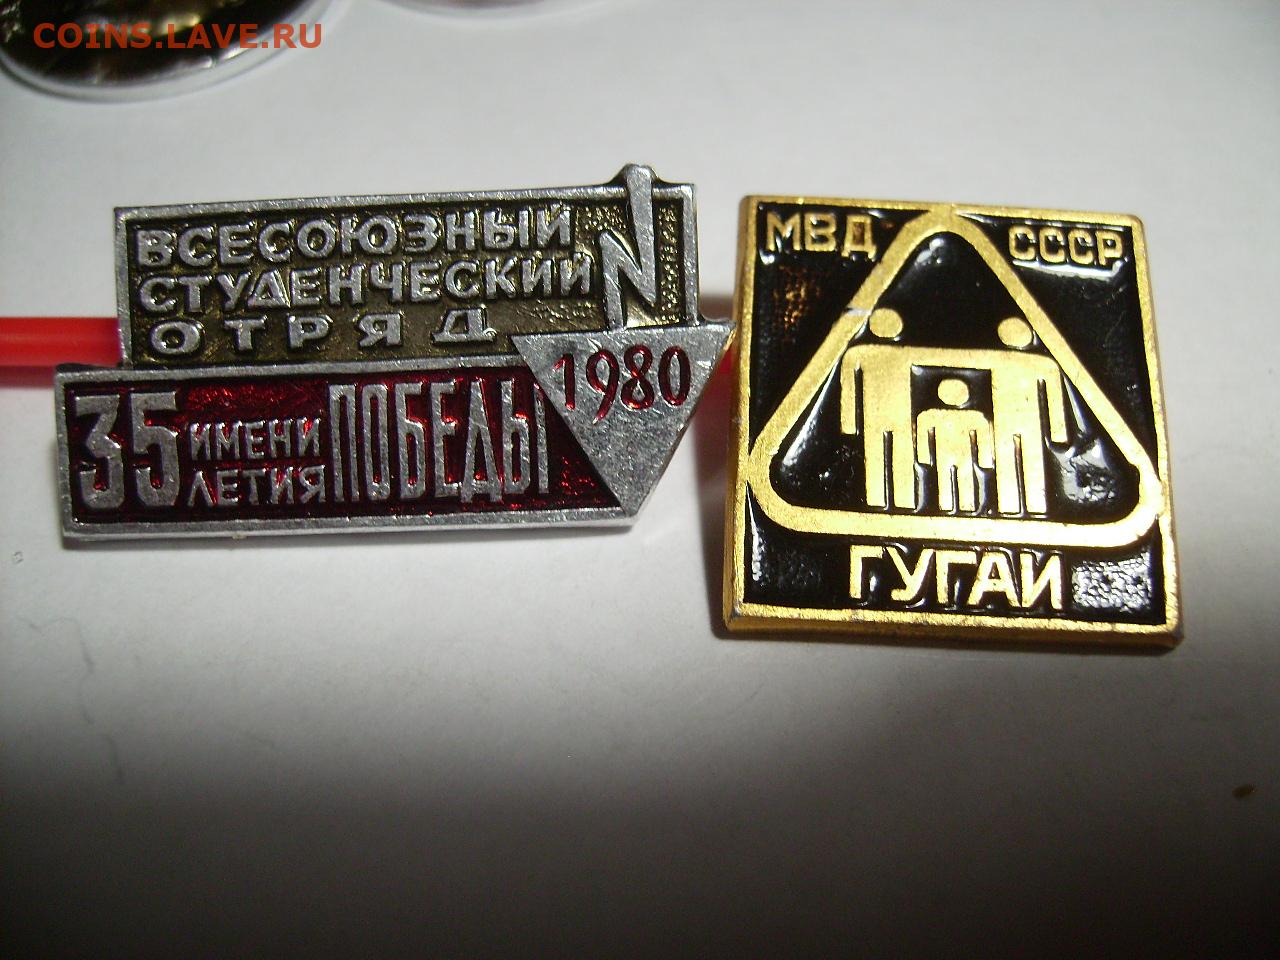 COINS.LAVE.RU
ВСЕСОЮЗНЫЙ
СТУДЕНЧЕСКИЙ
ОТРЯД
1980
35 ИМЕНИ ЛЕТИЯ ПОБЕДЫ
МВД СССР
ГУГАИ